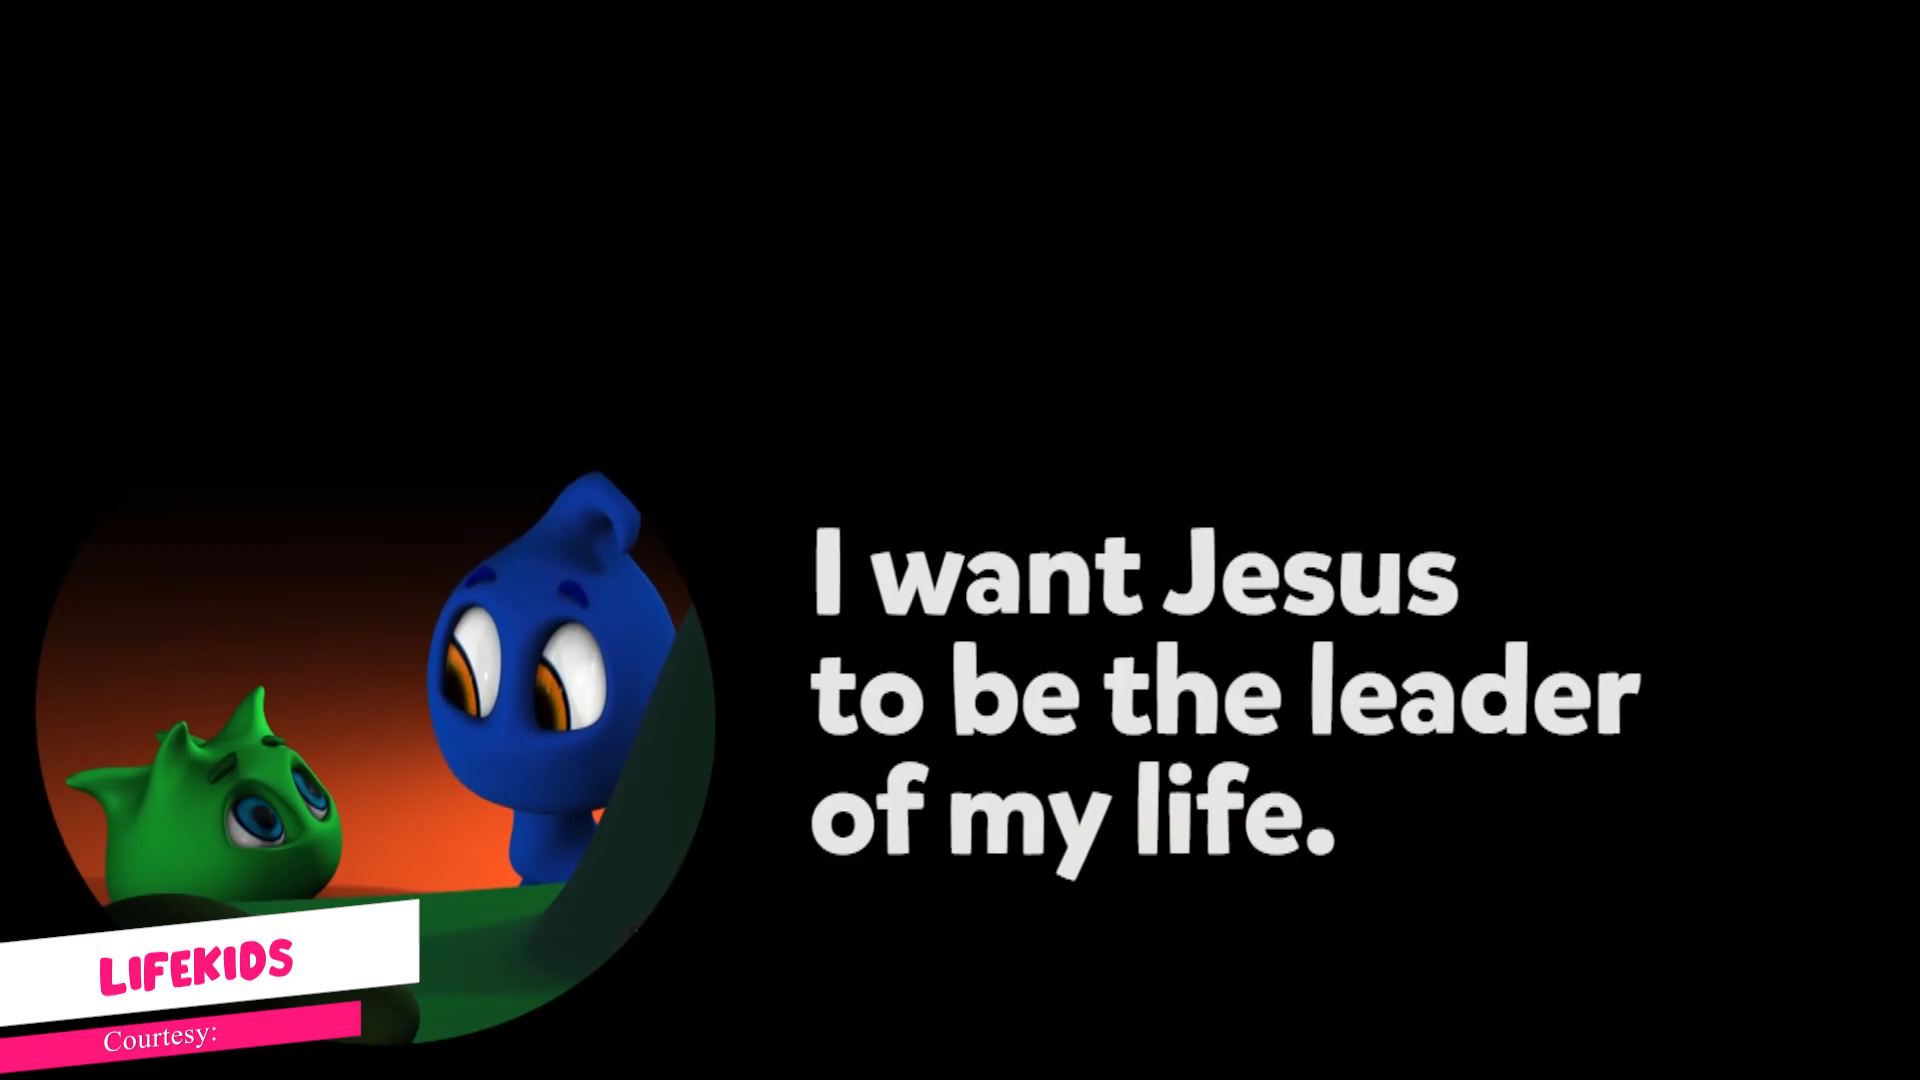 I want Jesus
to be the leader
of my life.
LIFEKIDS
Courtesy: